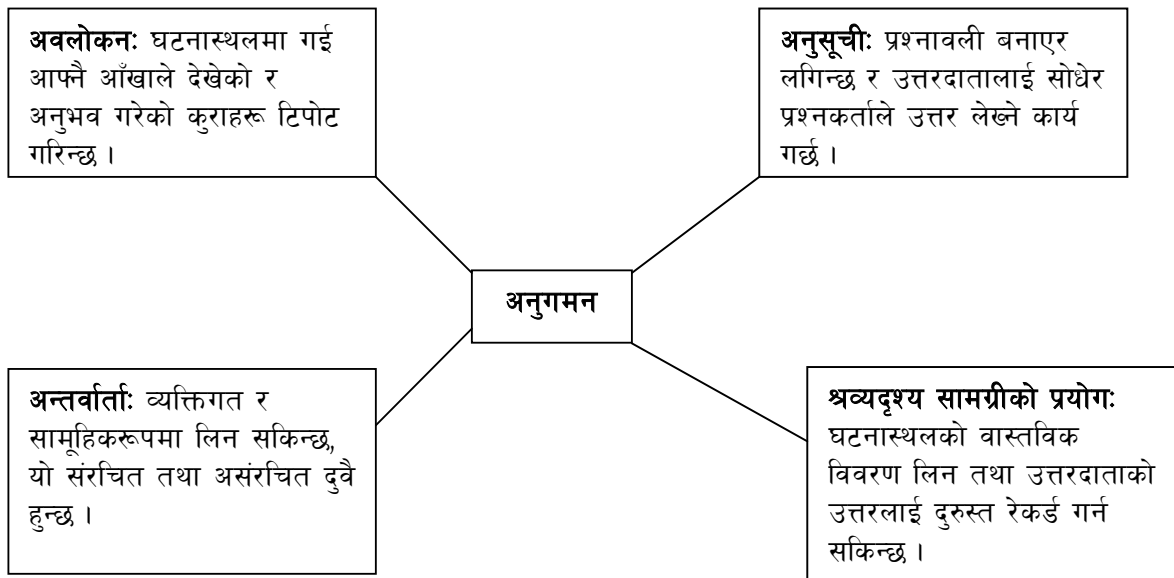 अवलोकनः घटनास्थलमा गई
आफ्नै आँखाले देखेको र
अनुभव गरेको कुराहरू टिपोट
गरिन्छ ।
अनुसूचीः प्रश्नावली बनाएर
लगिन्छ र उत्तरदातालाई सोधेर
प्रश्नकर्ताले उत्तर लेख्ने कार्य
गर्छ ।
अनुगमन
अन्तर्वार्ताः व्यक्तिगत र
सामूहिकरूपमा लिन सकिन्छ,
यो संरचित तथा असंरचित दुवै
हुन्छ ।
श्रव्यदृश्य सामग्रीको प्रयोगः
घटनास्थलको वास्तविक
विवरण लिन तथा उत्तरदाताको
उत्तरलाई दुरुस्त रेकर्ड गर्न
सकिन्छ ।